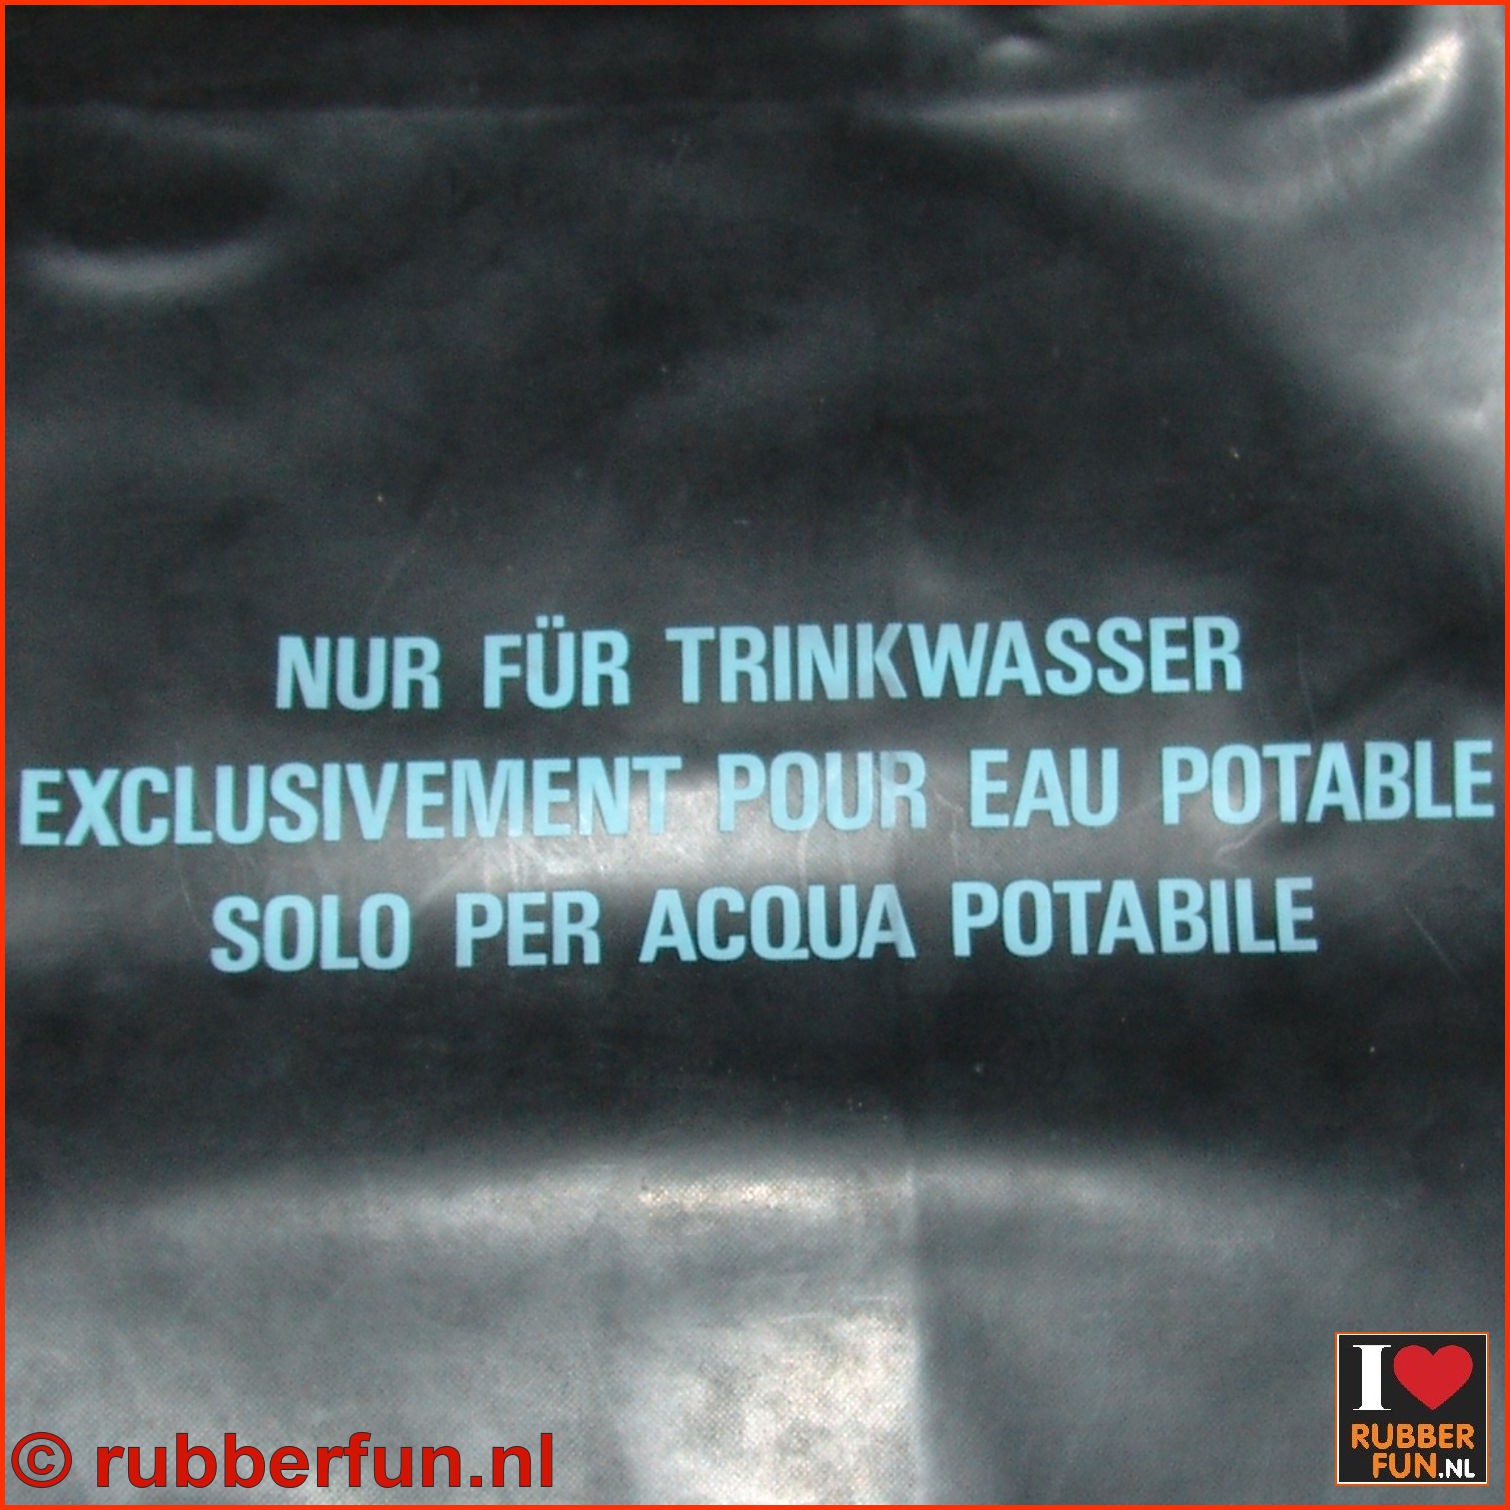 NUR FÜR TRINKWASSER
EXCLUSIVEMENT POUR EAU POTABLE
SOLO PER ACQUA POTABILE
I ❤
RUBBER
FUN.NL
© rubberfun.nl